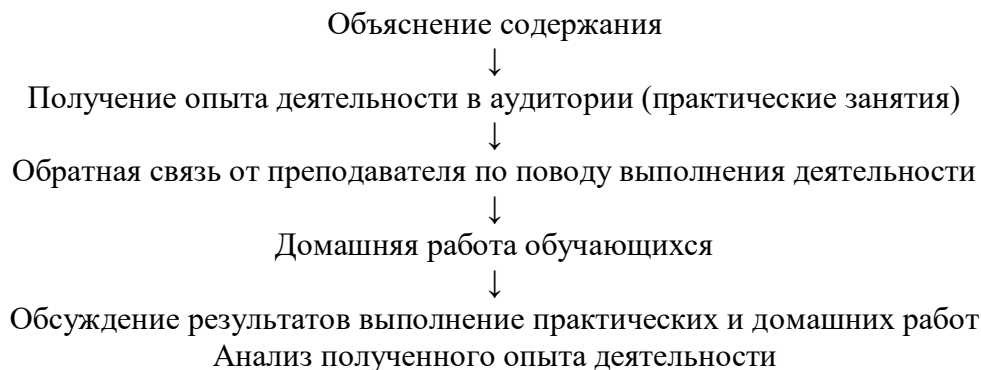 Объяснение содержания
↓
Получение опыта деятельности в аудитории (практические занятия)
↓
Обратная связь от преподавателя по поводу выполнения деятельности
↓
Домашняя работа обучающихся
↓
Обсуждение результатов выполнение практических и домашних работ
Анализ полученного опыта деятельности